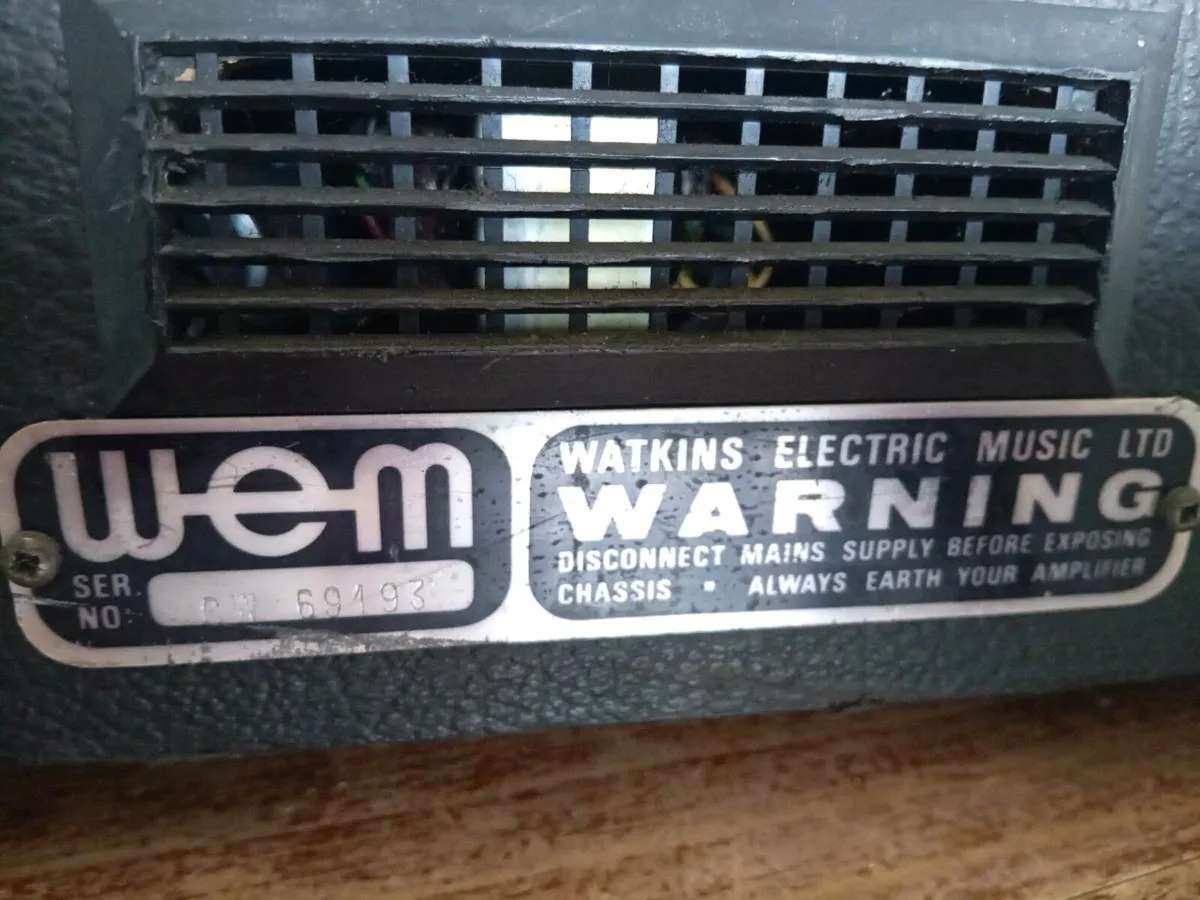 wem
SER.
NO:
69193
WATKINS ELECTRIC MUSIC LTD
WARNING
DISCONNECT MAINS SUPPLY BEFORE EXPOSING
CHASSIS • ALWAYS EARTH YOUR AMPLIFIER